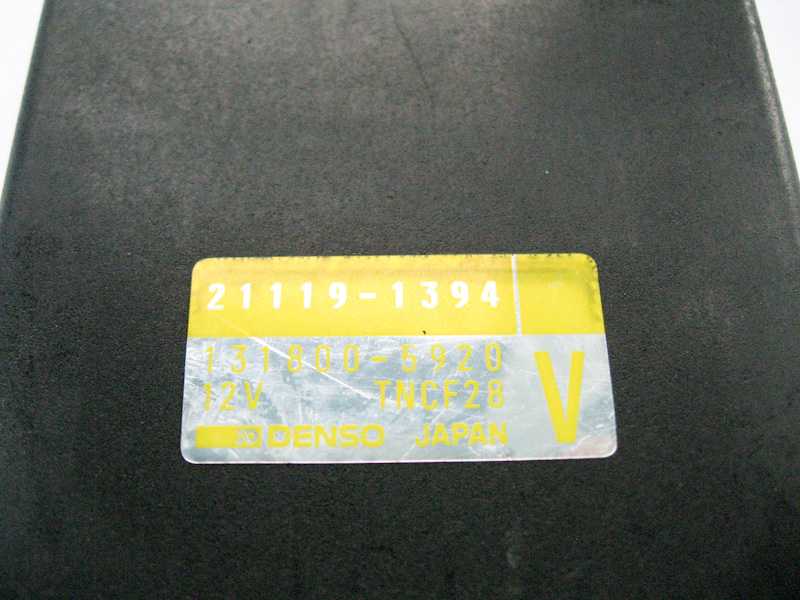 21119-1394
131800-5920
12V TNCF28
DENSO JAPAN
V